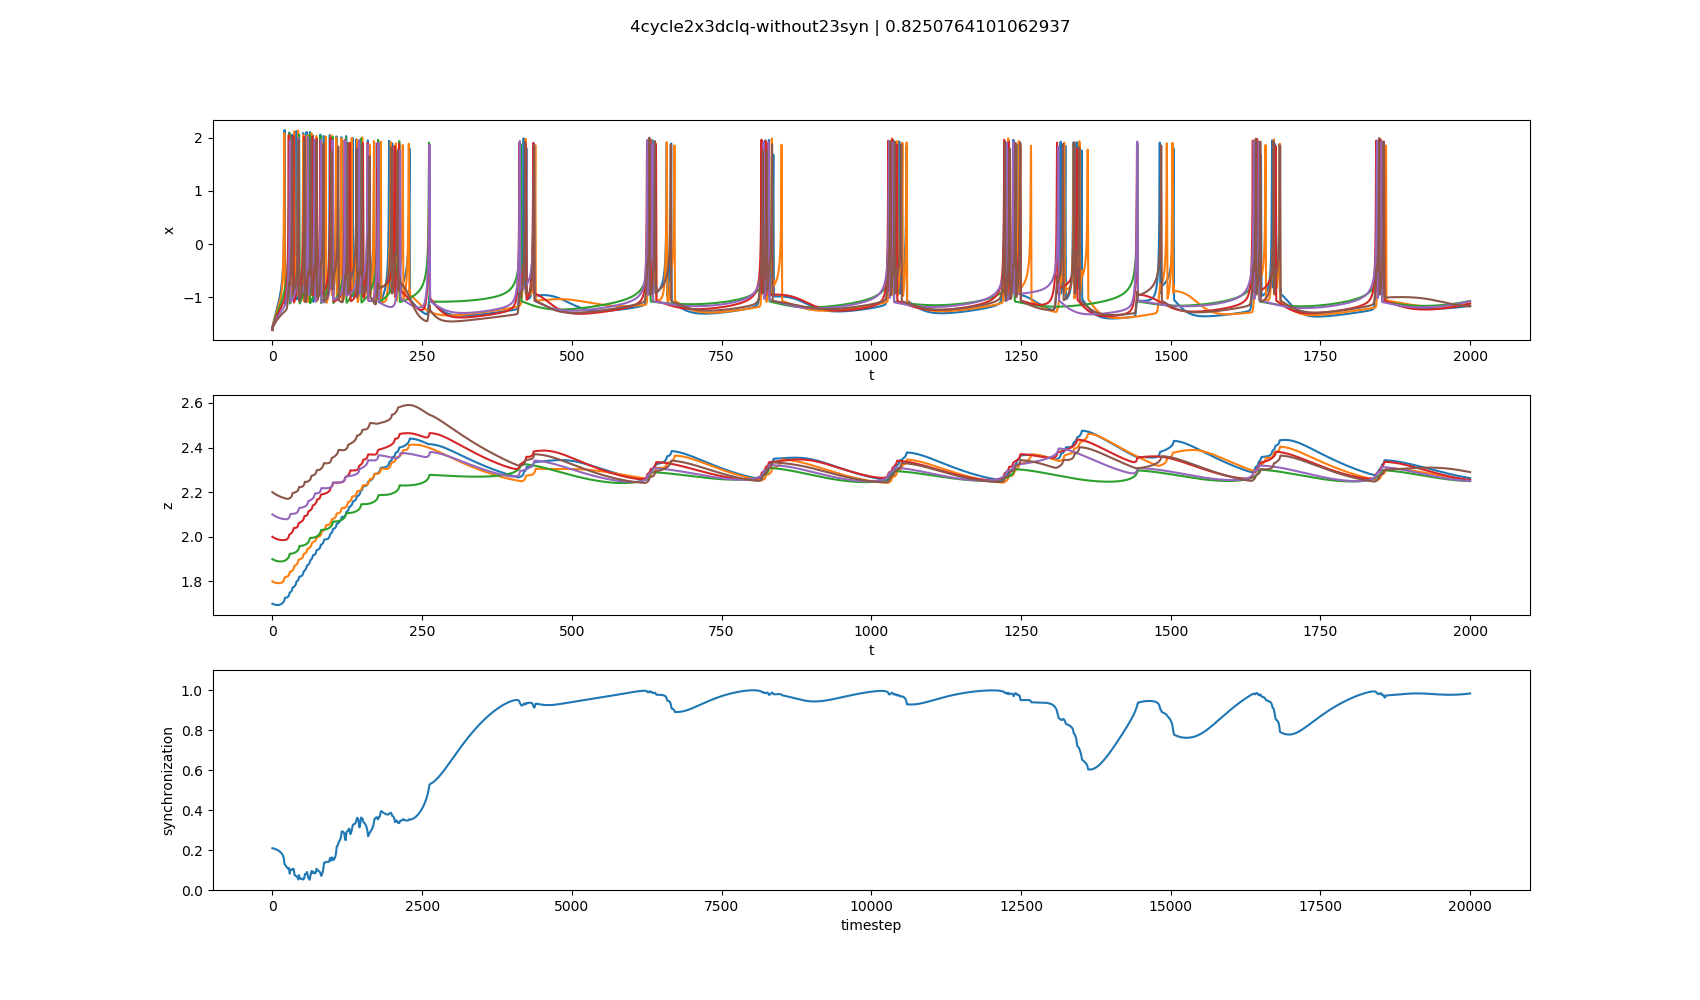 4cycle2x3dclq-without23syn | 0.8250764101062937
2
1
0
−1
x
0 250 500 750 1000 1250 1500 1750 2000
t
2.6
2.4
2.2
2.0
1.8
z
0 250 500 750 1000 1250 1500 1750 2000
t
1.0
0.8
0.6
0.4
0.2
0.0
synchronization
0 2500 5000 7500 10000 12500 15000 17500 20000
timestep